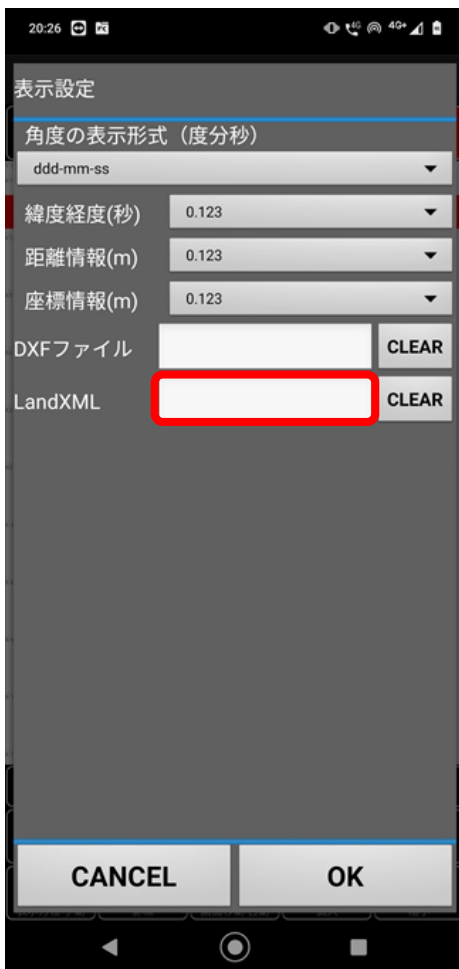 20:26
4G 4G+
表示設定
角度の表示形式（度分秒）
ddd-mm-ss
緯度経度(秒) 0.123
距離情報(m) 0.123
座標情報(m) 0.123
DXFファイル CLEAR
LandXML CLEAR
CANCEL OK